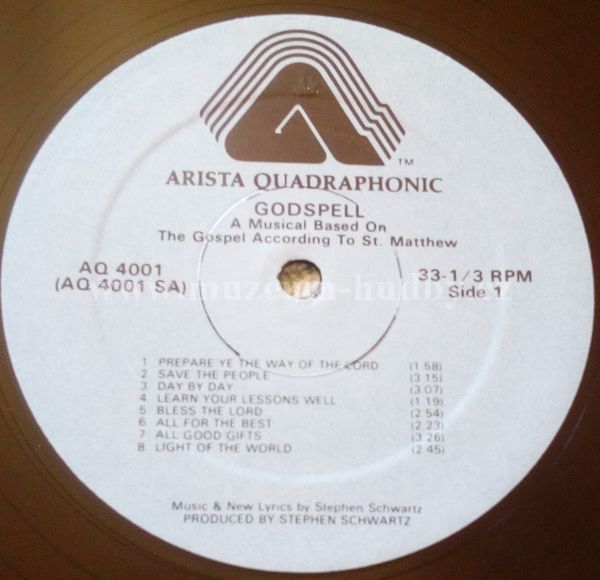 TM
ARISTA QUADRAPHONIC
GODSPELL
A Musical Based On
The Gospel According To St. Matthew
AQ 4001
(AQ 4001 SA)
33-1/3 RPM
Side 1
www.muzeum-hudby.cz
1 PREPARE YE THE WAY OF THE LORD (1:58)
2 SAVE THE PEOPLE (3:15)
3 DAY BY DAY (3:07)
4 LEARN YOUR LESSONS WELL (1:19)
5 BLESS THE LORD (2:54)
6 ALL FOR THE BEST (2:23)
7 ALL GOOD GIFTS (3:26)
8 LIGHT OF THE WORLD (2:45)
Music & New Lyrics by Stephen Schwartz
PRODUCED BY STEPHEN SCHWARTZ